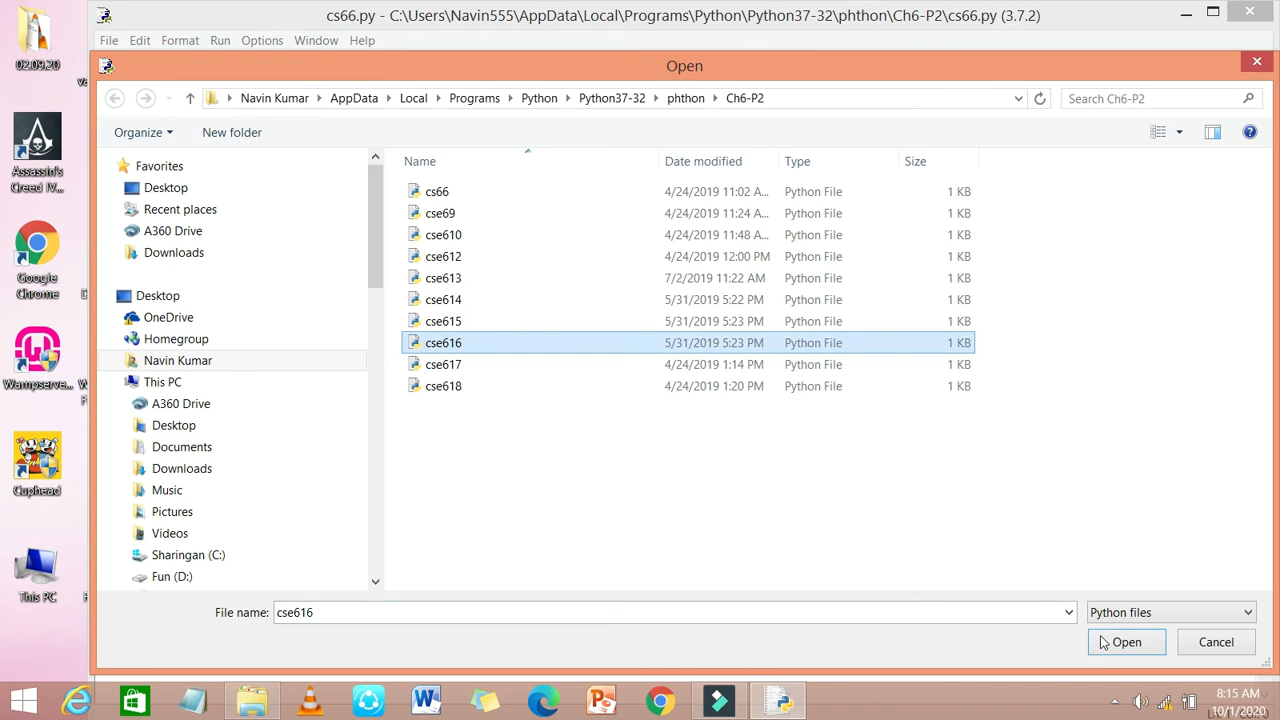 cs66.py - C:\Users\Navin555\AppData\Local\Programs\Python\Python37-32\phthon\Ch6-P2\cs66.py (3.7.2)
File Edit Format Run Options Window Help
Open
Navin Kumar AppData Local Programs Python Python37-32 phthon Ch6-P2
Search Ch6-P2
Organize New folder
Name Date modified Type Size
cs66 4/24/2019 11:02 A... Python File 1 KB
cse69 4/24/2019 11:24 A... Python File 1 KB
cse610 4/24/2019 11:48 A... Python File 1 KB
cse612 4/24/2019 12:00 PM Python File 1 KB
cse613 7/2/2019 11:22 AM Python File 1 KB
cse614 5/31/2019 5:22 PM Python File 1 KB
cse615 5/31/2019 5:23 PM Python File 1 KB
cse616 5/31/2019 5:23 PM Python File 1 KB
cse617 4/24/2019 1:14 PM Python File 1 KB
cse618 4/24/2019 1:20 PM Python File 1 KB
Favorites
Desktop
Recent places
A360 Drive
Downloads
Desktop
OneDrive
Homegroup
Navin Kumar
This PC
A360 Drive
Desktop
Documents
Downloads
Music
Pictures
Videos
Sharingan (C:)
Fun (D:)
File name: cse616
Python files
Open Cancel
02.09.20
Assassin's
Creed IV...
Google
Chrome
Wampserve...
Cuphead
This PC
8:15 AM
10/1/2020